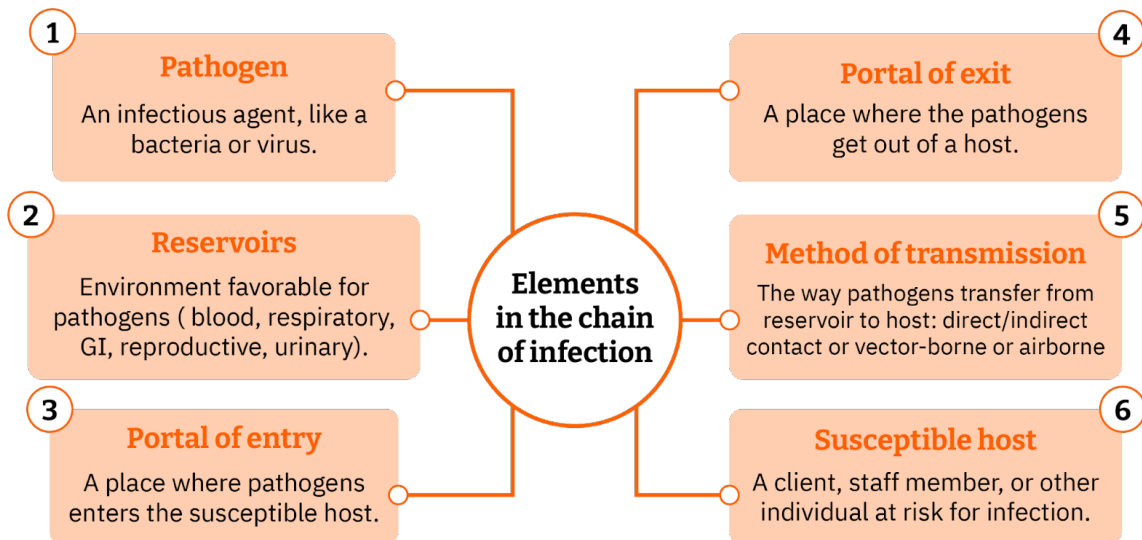 1
Pathogen
An infectious agent, like a
bacteria or virus.
2
Reservoirs
Environment favorable for
pathogens ( blood, respiratory,
GI, reproductive, urinary).
3
Portal of entry
A place where pathogens
enters the susceptible host.
Elements
in the chain
of infection
4
Portal of exit
A place where the pathogens
get out of a host.
5
Method of transmission
The way pathogens transfer from
reservoir to host: direct/indirect
contact or vector-borne or airborne
6
Susceptible host
A client, staff member, or other
individual at risk for infection.